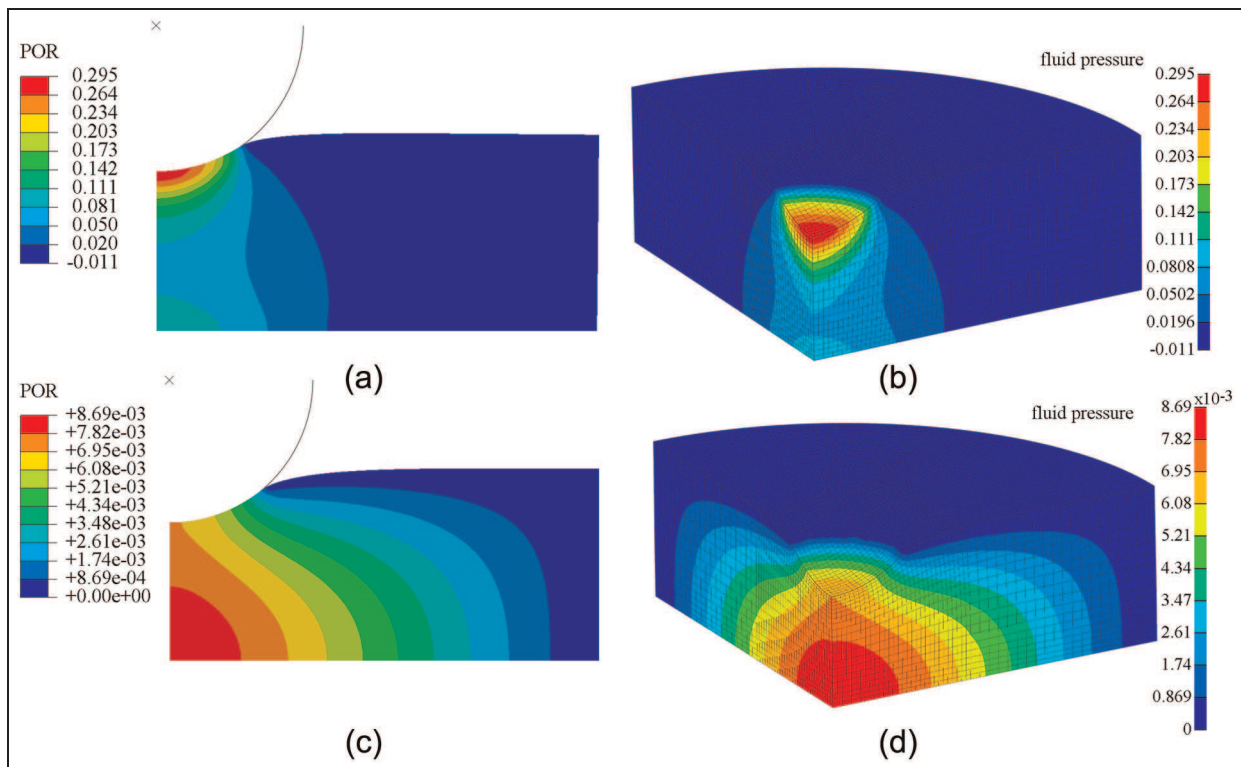 POR
0.295
0.264
0.234
0.203
0.173
0.142
0.111
0.081
0.050
0.020
-0.011
(a)
fluid pressure
0.295
0.264
0.234
0.203
0.173
0.142
0.111
0.0808
0.0502
0.0196
-0.011
(b)
POR
+8.69e-03
+7.82e-03
+6.95e-03
+6.08e-03
+5.21e-03
+4.34e-03
+3.48e-03
+2.61e-03
+1.74e-03
+8.69e-04
+0.00e+00
(c)
fluid pressure
x10-3
8.69
7.82
6.95
6.08
5.21
4.34
3.47
2.61
1.74
0.869
0
(d)